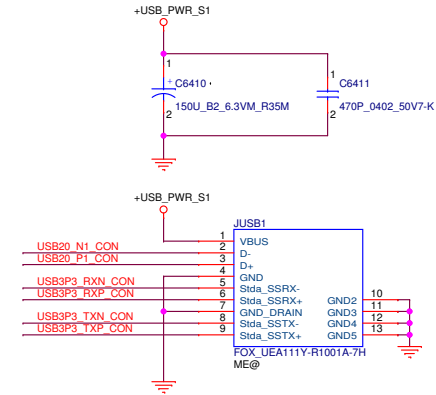 +USB_PWR_S1
1
+ C6410
150U_B2_6.3VM_R35M
2
1
C6411
470P_0402_50V7-K
2
+USB_PWR_S1
JUSB1
1 VBUS
USB20_N1_CON 2 D-
USB20_P1_CON 3 D+
4 GND
USB3P3_RXN_CON 5 Stda_SSRX-
USB3P3_RXP_CON 6 Stda_SSRX+ GND2 10
7 GND_DRAIN GND3 11
USB3P3_TXN_CON 8 Stda_SSTX- GND4 12
USB3P3_TXP_CON 9 Stda_SSTX+ GND5 13
FOX_UEA111Y-R1001A-7H
ME@